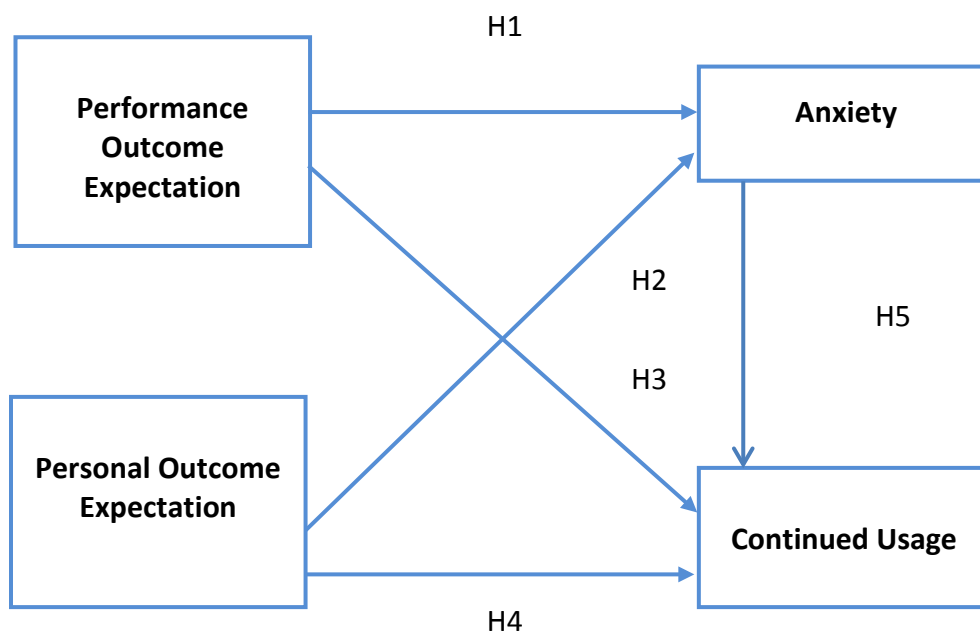 H1
Performance
Outcome
Expectation
Anxiety
H2
H5
H3
Personal Outcome
Expectation
Continued Usage
H4